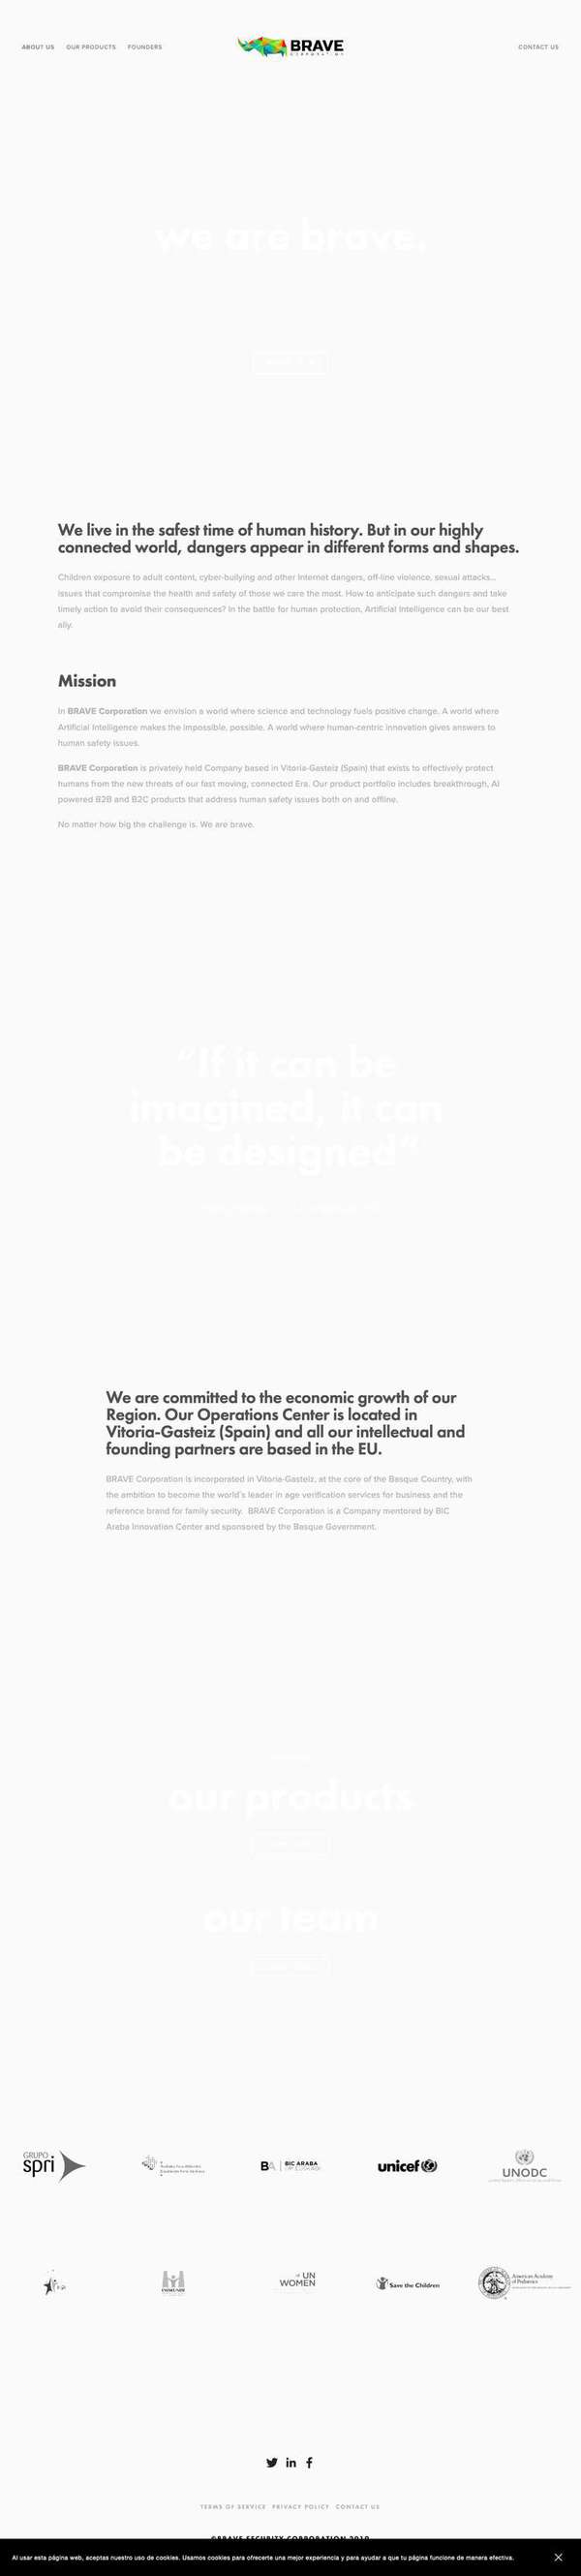 ABOUT US OUR PRODUCTS FOUNDERS
BRAVE
CORPORATION
CONTACT US
we are brave.
We live in the safest time of human history. But in our highly
connected world, dangers appear in different forms and shapes.
Children exposure to adult content, cyber-bullying and other Internet dangers, off-line violence, sexual attacks...
issues that compromise the health and safety of those we care the most. How to anticipate such dangers and take
timely action to avoid their consequences? In the battle for human protection, Artificial Intelligence can be our best
ally.
Mission
In BRAVE Corporation we envision a world where science and technology fuels positive change. A world where
Artificial Intelligence makes the impossible, possible. A world where human-centric innovation gives answers to
human safety issues.
BRAVE Corporation is privately held Company based in Vitoria-Gasteiz (Spain) that exists to effectively protect
humans from the new threats of our fast moving, connected Era. Our product portfolio includes breakthrough, AI
powered B2B and B2C products that address human safety issues both on and offline.
No matter how big the challenge is. We are brave.
"If it can be
imagined, it can
be designed"
We are committed to the economic growth of our
Region. Our Operations Center is located in
Vitoria-Gasteiz (Spain) and all our intellectual and
founding partners are based in the EU.
BRAVE Corporation is incorporated in Vitoria-Gasteiz, at the core of the Basque Country, with
the ambition to become the world's leader in age verification services for business and the
reference brand for family security. BRAVE Corporation is a Company mentored by BIC
Araba Innovation Center and sponsored by the Basque Government.
our products
our team
GRUPO
spri
BA BIC ARABA
unicef
UNODC
UN
WOMEN
Save the Children
American Academy
of Pediatrics
TERMS OF SERVICE PRIVACY POLICY CONTACT US
©BRAVE SECURITY CORPORATION 2019
Al usar esta página web, aceptas nuestro uso de cookies. Usamos cookies para ofrecerte una mejor experiencia y para ayudar a que tu página funcione de manera efectiva.